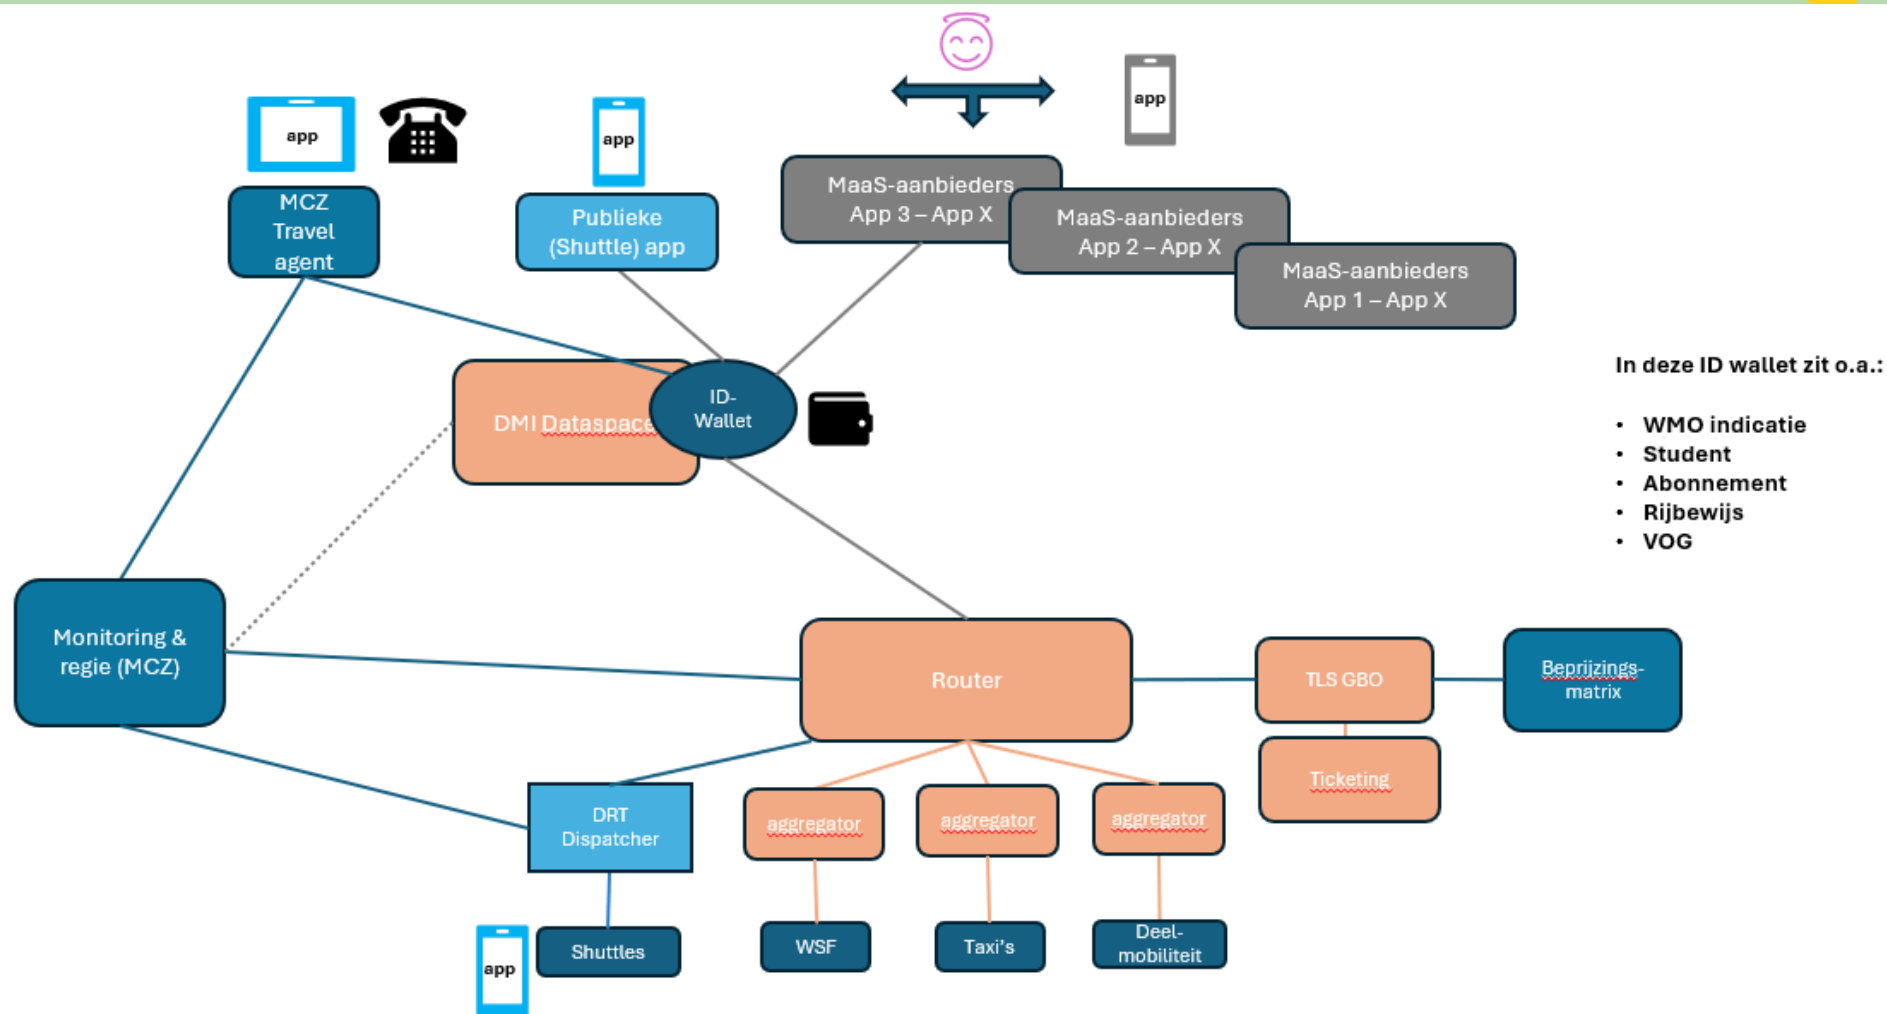 app
app
app
MCZ
Travel
agent
Publieke
(Shuttle) app
MaaS-aanbieders
App 3 – App X
MaaS-aanbieders
App 2 – App X
MaaS-aanbieders
App 1 – App X
DMI Dataspace
ID-
Wallet
In deze ID wallet zit o.a.:
• WMO indicatie
• Student
• Abonnement
• Rijbewijs
• VOG
Monitoring &
regie (MCZ)
Router
TLS GBO
Beprijzings-
matrix
Ticketing
DRT
Dispatcher
aggregator
aggregator
aggregator
app
Shuttles
WSF
Taxi's
Deel-
mobiliteit